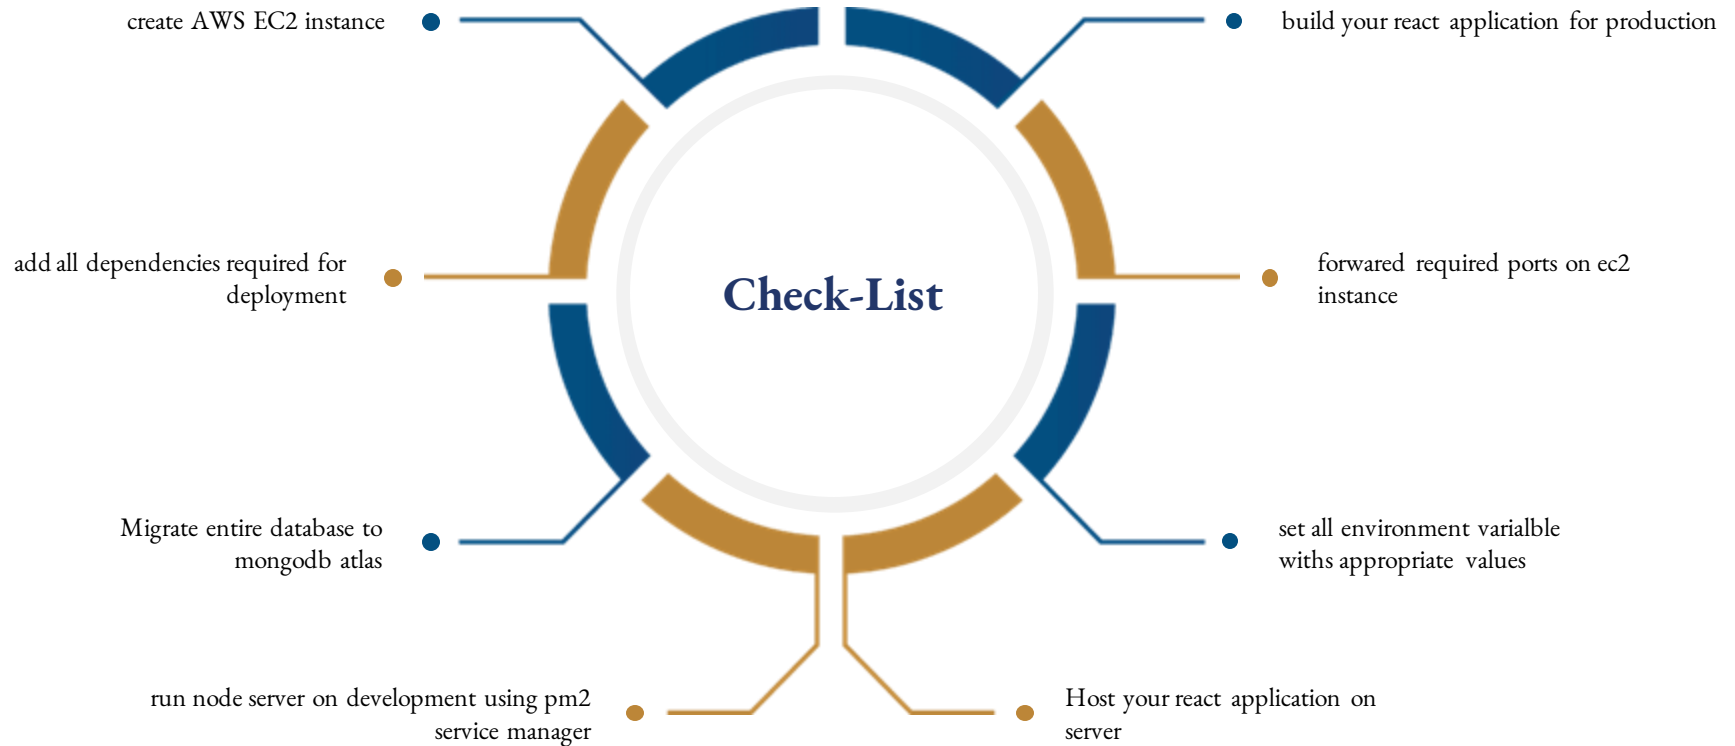 create AWS EC2 instance
build your react application for production
add all dependencies required for
deployment
Check-List
forwared required ports on ec2
instance
Migrate entire database to
mongodb atlas
set all environment varialble
withs appropriate values
run node server on development using pm2
service manager
Host your react application on
server